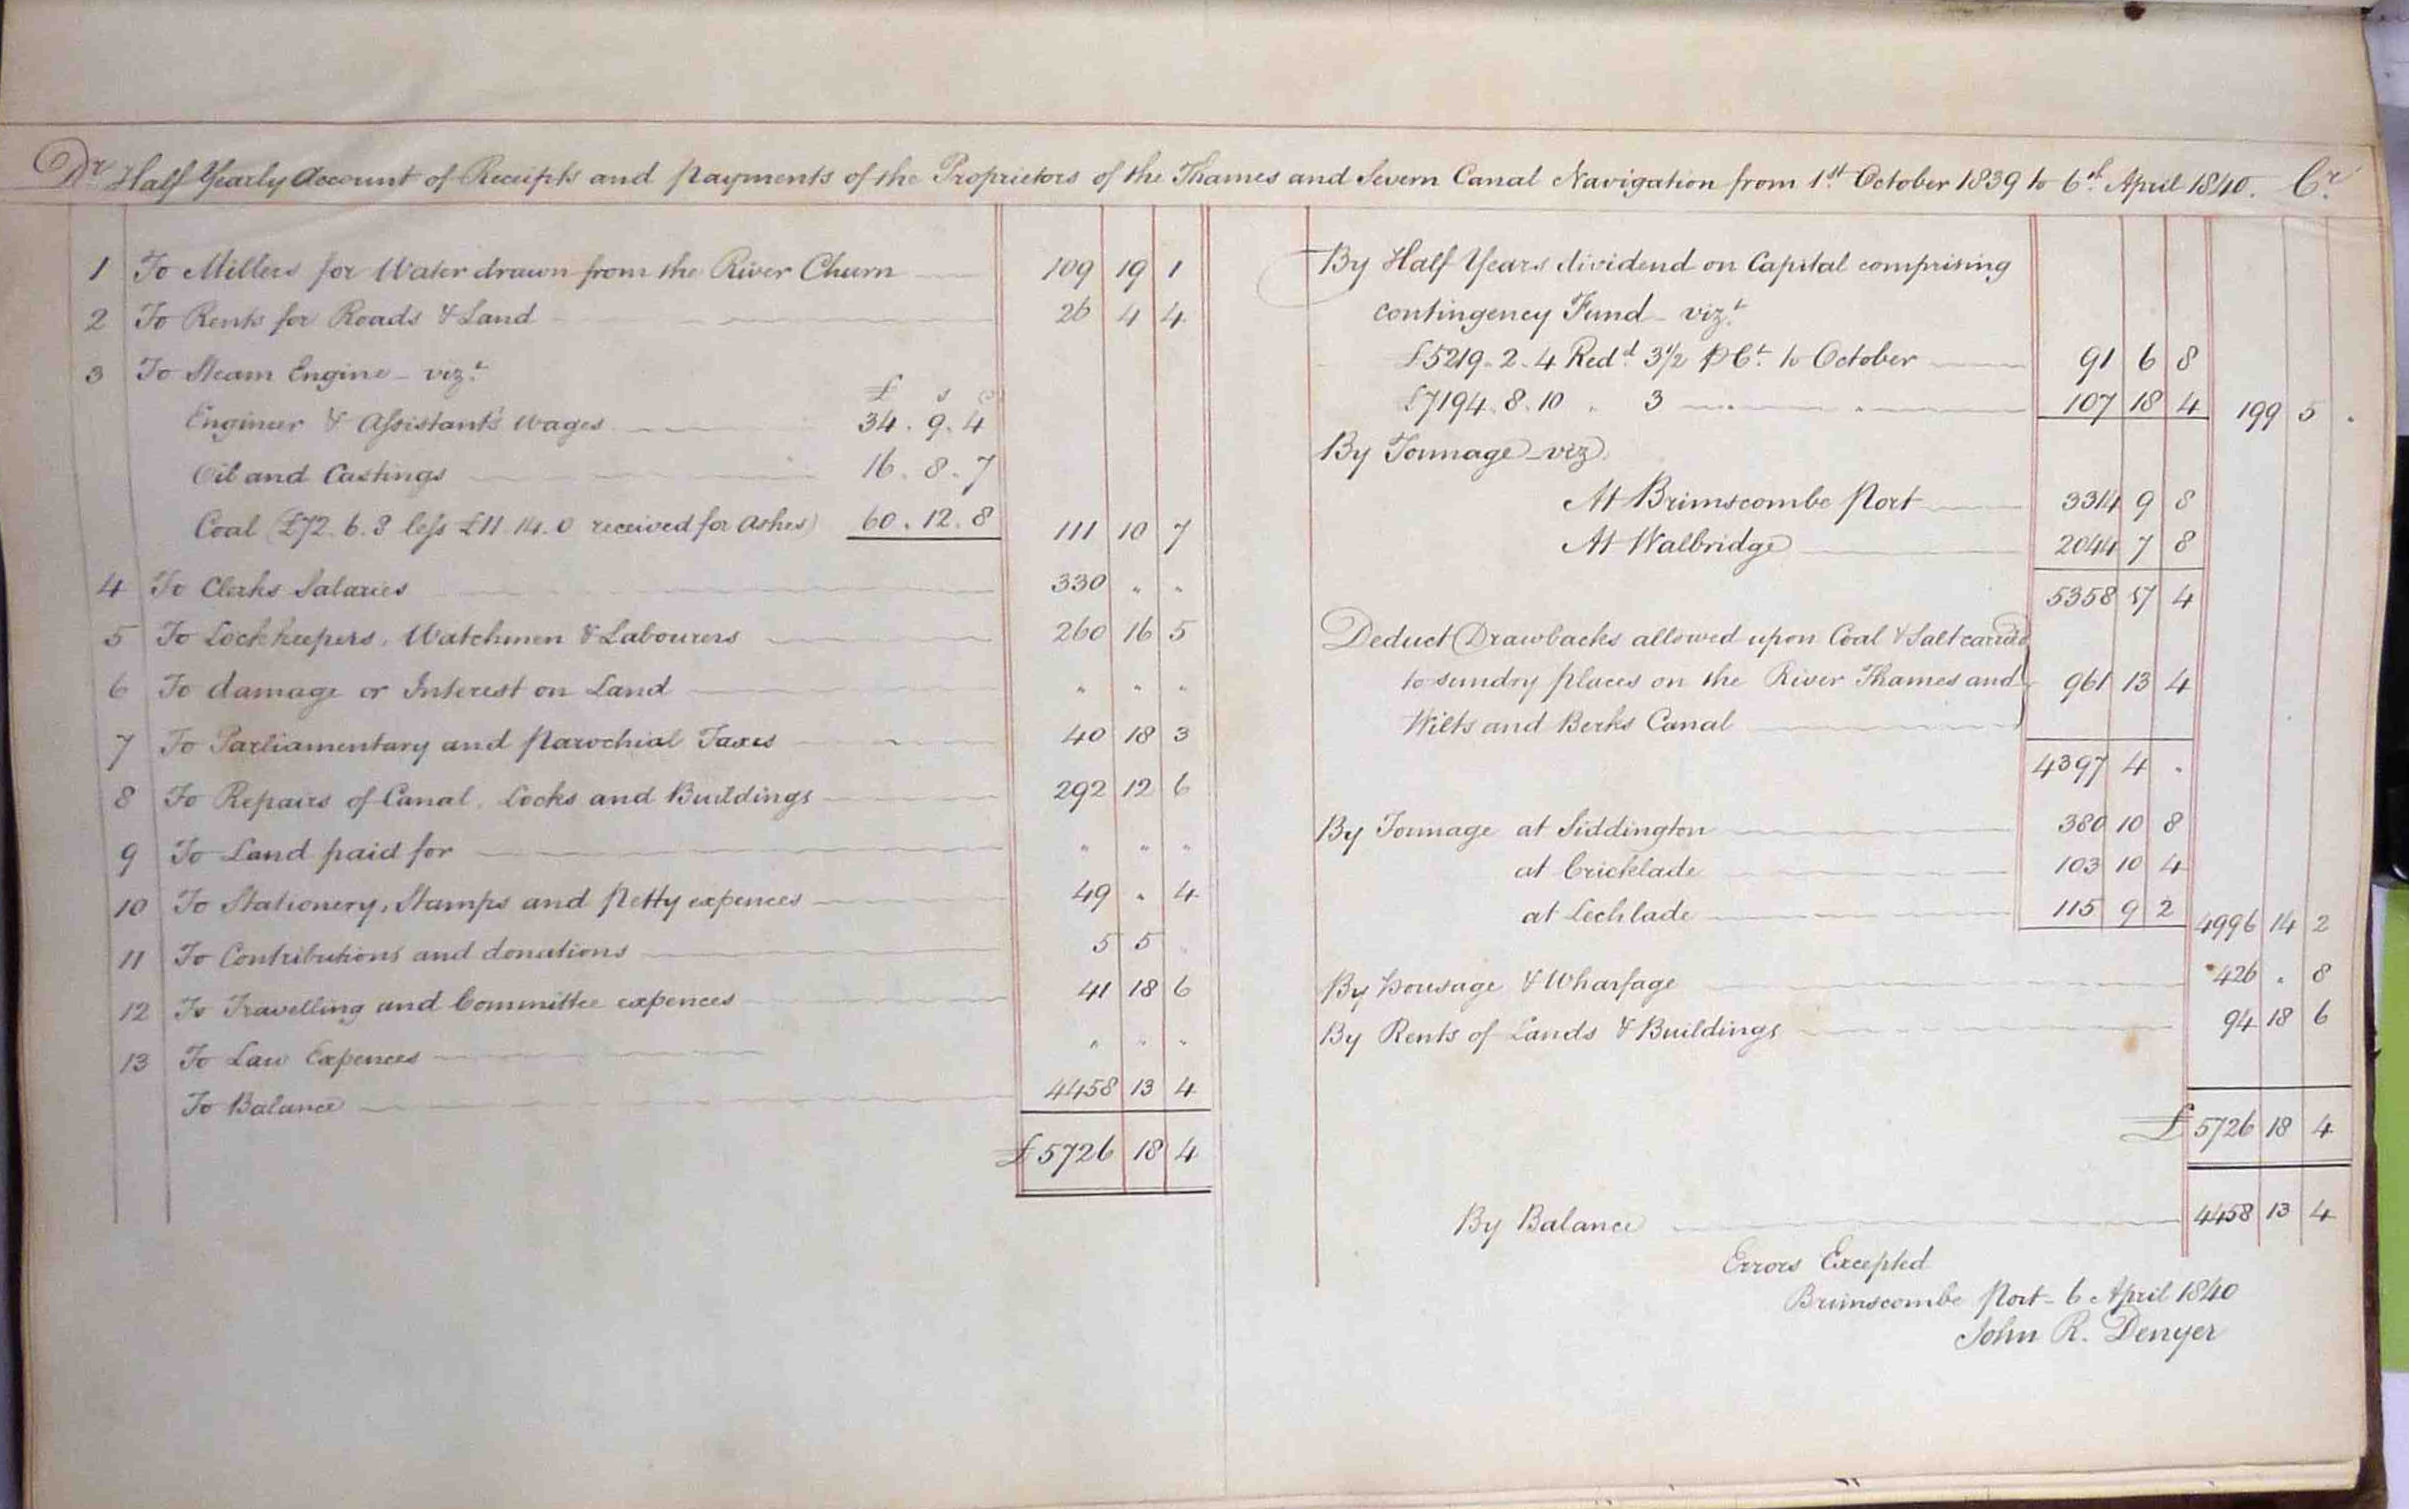 Dr. Half Yearly Account of Receipts and payments of the Proprietors of the Thames and Severn Canal Navigation from 1st October 1839 to 6th April 1840. Cr.
1 To Millers for Water drawn from the River Churn 109 19 1
2 To Rents for Roads & Land 26 4 4
3 To Steam Engine - vizt
£ s d
Engineer & Assistant's Wages 34 . 9 . 4
Oil and Castings 16 . 8 . 7
Coal (£72. 6. 8 less £11. 14. 0 received for Ashes) 60 . 12 . 8 111 10 7
4 To Clerks Salaries 330 " "
5 To Lockkeepers, Watchmen & Labourers 260 16 5
6 To damage or Interest on Land " " "
7 To Parliamentary and Parochial Taxes 40 18 3
8 To Repairs of Canal, Locks and Buildings 292 12 6
9 To Land paid for " " "
10 To Stationery, Stamps and Petty expences 49 " 4
11 To Contributions and donations 5 5 "
12 To Travelling and Committee expences 41 18 6
13 To Law Expences " " "
To Balance 4458 13 4
£5726 18 4
By Half Years dividend on Capital comprising
contingency Fund - vizt
£5219. 2. 4 Redd. 3 1/2 P Ct. to October 91 6 8
£7194. 8. 10 " 3 " 107 18 4 199 5 "
By Tonnage - viz.
At Brimscombe Port 3314 9 8
At Walbridge 2044 7 8
5358 17 4
Deduct Drawbacks allowed upon Coal & Salt carried
to sundry places on the River Thames and 961 13 4
Wilts and Berks Canal
4397 4 "
By Tonnage at Siddington 380 10 8
at Cricklade 103 10 4
at Lechlade 115 9 2 4996 14 2
By Housage & Wharfage 426 " 8
By Rents of Lands & Buildings 94 18 6
£ 5726 18 4
By Balance 4458 13 4
Errors Excepted
Brimscombe Port - 6 April 1840
John R. Denyer